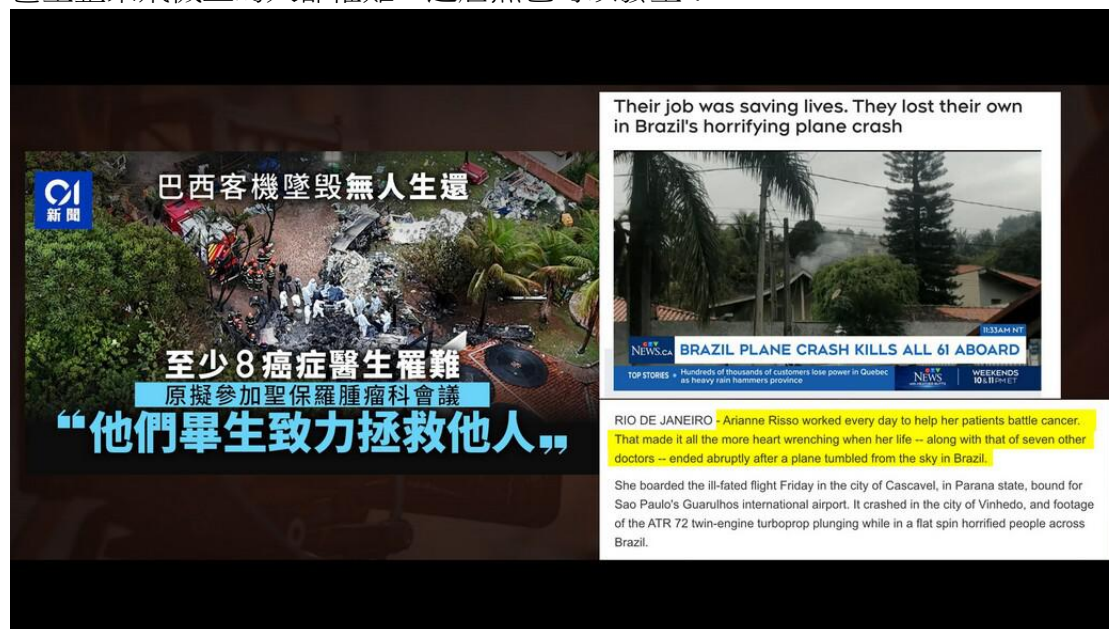 巴西客機墜毀無人生還
01
新聞
至少8癌症醫生罹難
原擬參加聖保羅腫瘤科會議
“他們畢生致力拯救他人”
Their job was saving lives. They lost their own
in Brazil's horrifying plane crash
11:33AM NT
CTV
NEWS.CA
BRAZIL PLANE CRASH KILLS ALL 61 ABOARD
TOP STORIES
Hundreds of thousands of customers lose power in Quebec
as heavy rain hammers province
CTV
NEWS
WEEKENDS
10 & 11 PM ET
RIO DE JANEIRO - Arianne Risso worked every day to help her patients battle cancer.
That made it all the more heart wrenching when her life -- along with that of seven other
doctors -- ended abruptly after a plane tumbled from the sky in Brazil.
She boarded the ill-fated flight Friday in the city of Cascavel, in Parana state, bound for
Sao Paulo's Guarulhos international airport. It crashed in the city of Vinhedo, and footage
of the ATR 72 twin-engine turboprop plunging while in a flat spin horrified people across
Brazil.